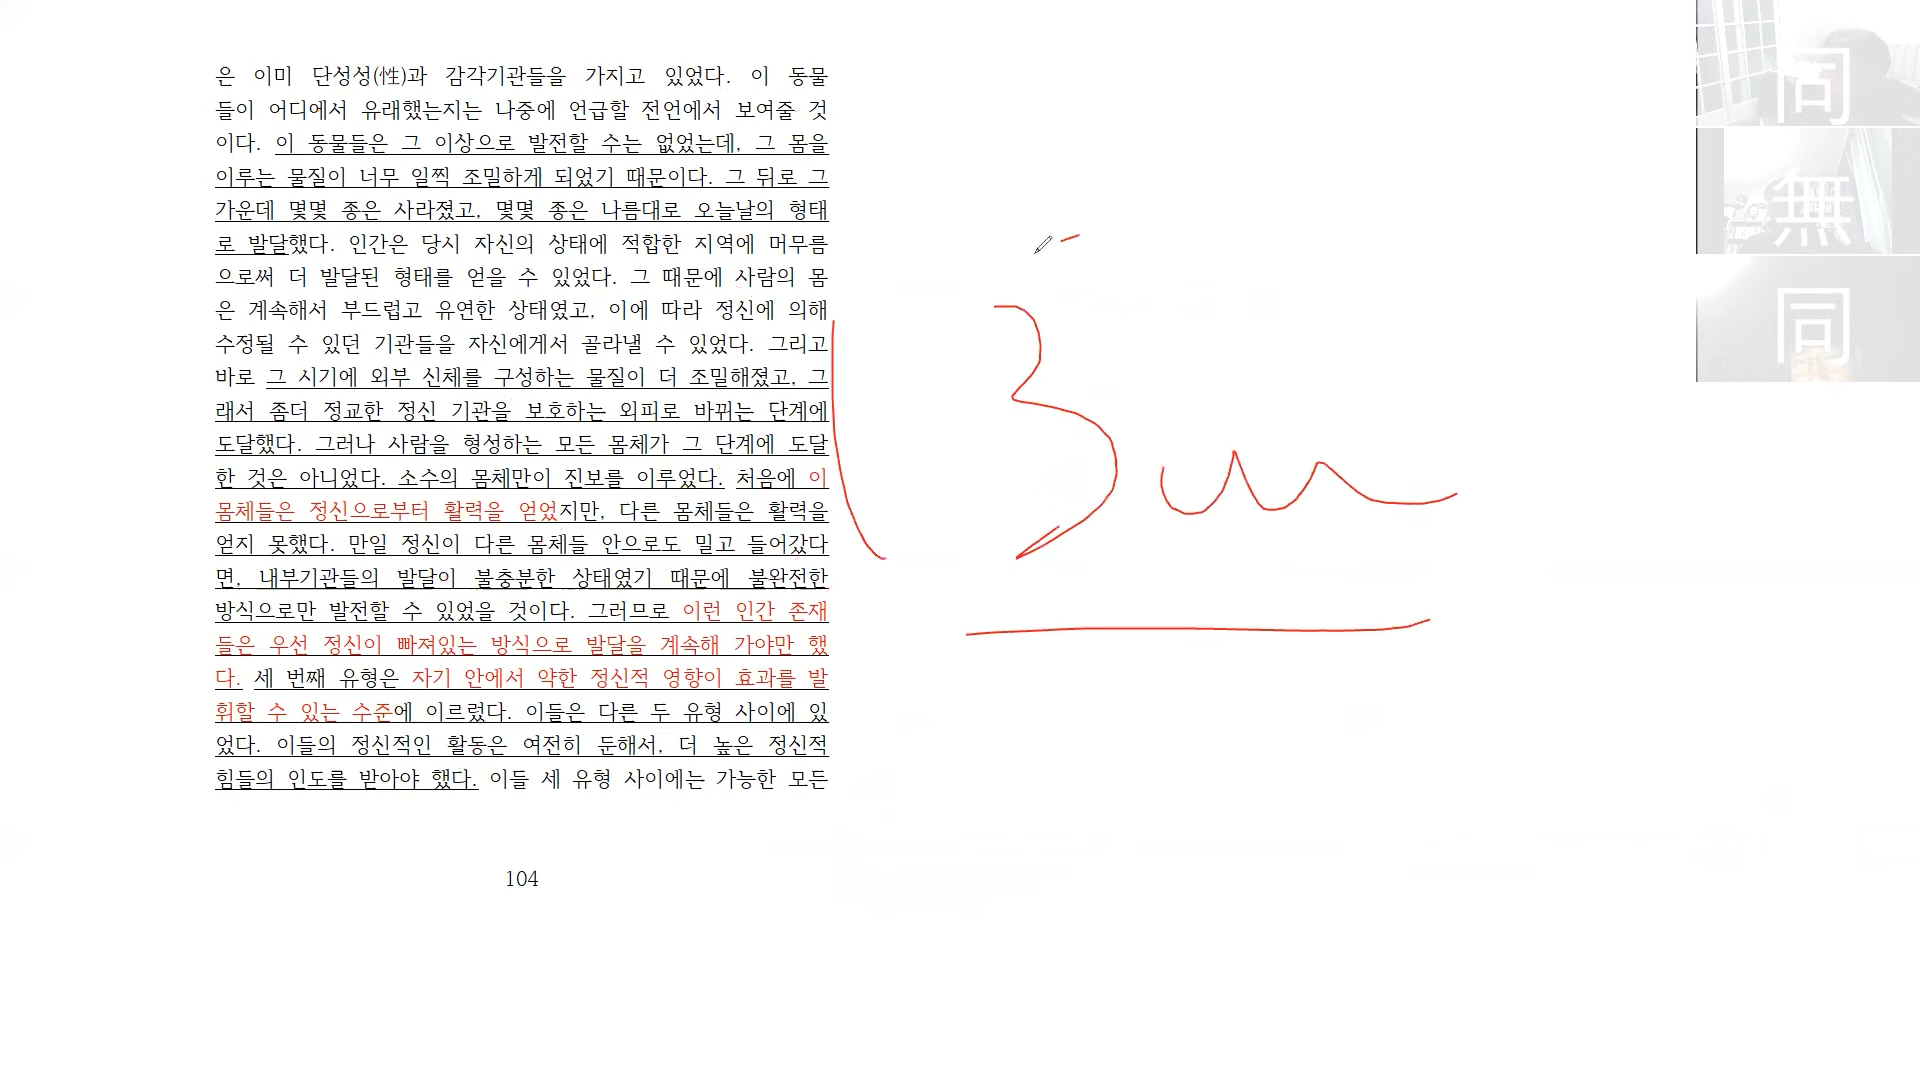 은 이미 단성성(性)과 감각기관들을 가지고 있었다. 이 동물
들이 어디에서 유래했는지는 나중에 언급할 전언에서 보여줄 것
이다. 이 동물들은 그 이상으로 발전할 수는 없었는데, 그 몸을
이루는 물질이 너무 일찍 조밀하게 되었기 때문이다. 그 뒤로 그
가운데 몇몇 종은 사라졌고, 몇몇 종은 나름대로 오늘날의 형태
로 발달했다. 인간은 당시 자신의 상태에 적합한 지역에 머무름
으로써 더 발달된 형태를 얻을 수 있었다. 그 때문에 사람의 몸
은 계속해서 부드럽고 유연한 상태였고, 이에 따라 정신에 의해
수정될 수 있던 기관들을 자신에게서 골라낼 수 있었다. 그리고
바로 그 시기에 외부 신체를 구성하는 물질이 더 조밀해졌고, 그
래서 좀더 정교한 정신 기관을 보호하는 외피로 바뀌는 단계에
도달했다. 그러나 사람을 형성하는 모든 몸체가 그 단계에 도달
한 것은 아니었다. 소수의 몸체만이 진보를 이루었다. 처음에 이
몸체들은 정신으로부터 활력을 얻었지만, 다른 몸체들은 활력을
얻지 못했다. 만일 정신이 다른 몸체들 안으로도 밀고 들어갔다
면, 내부기관들의 발달이 불충분한 상태였기 때문에 불완전한
방식으로만 발전할 수 있었을 것이다. 그러므로 이런 인간 존재
들은 우선 정신이 빠져있는 방식으로 발달을 계속해 가야만 했
다. 세 번째 유형은 자기 안에서 약한 정신적 영향이 효과를 발
휘할 수 있는 수준에 이르렀다. 이들은 다른 두 유형 사이에 있
었다. 이들의 정신적인 활동은 여전히 둔해서, 더 높은 정신적
힘들의 인도를 받아야 했다. 이들 세 유형 사이에는 가능한 모든
104
同
無
同